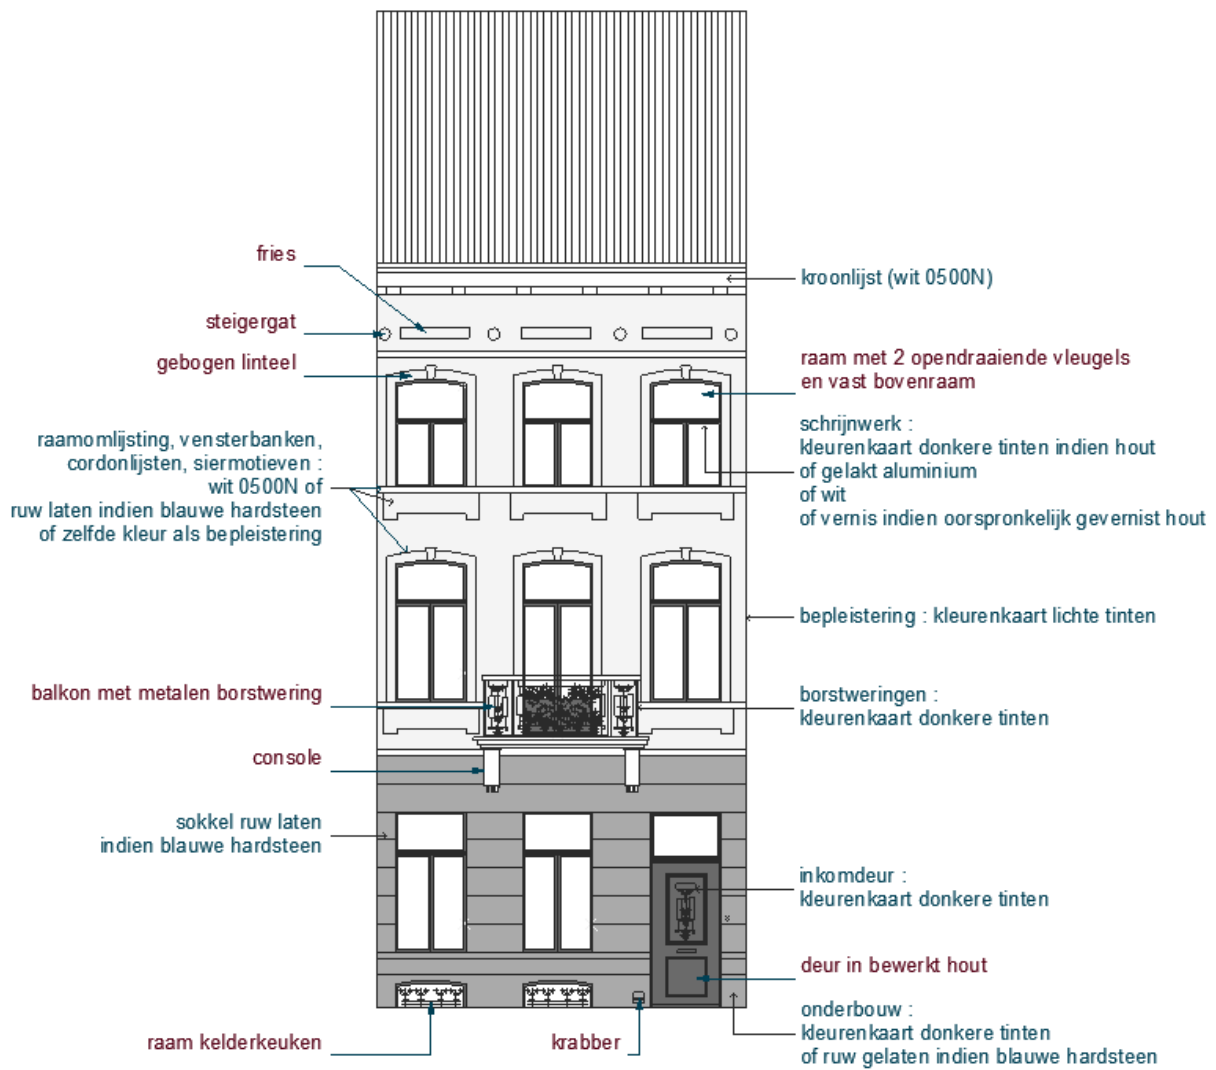 fries
steigergat
gebogen linteel
raamomlijsting, vensterbanken,
cordonlijsten, siermotieven :
wit 0500N of
ruw laten indien blauwe hardsteen
of zelfde kleur als bepleistering
balkon met metalen borstwering
console
sokkel ruw laten
indien blauwe hardsteen
raam kelderkeuken
krabber
kroonlijst (wit 0500N)
raam met 2 opendraaiende vleugels
en vast bovenraam
schrijnwerk :
kleurenkaart donkere tinten indien hout
of gelakt aluminium
of wit
of vernis indien oorspronkelijk gevernist hout
bepleistering : kleurenkaart lichte tinten
borstweringen :
kleurenkaart donkere tinten
inkomdeur :
kleurenkaart donkere tinten
deur in bewerkt hout
onderbouw :
kleurenkaart donkere tinten
of ruw gelaten indien blauwe hardsteen